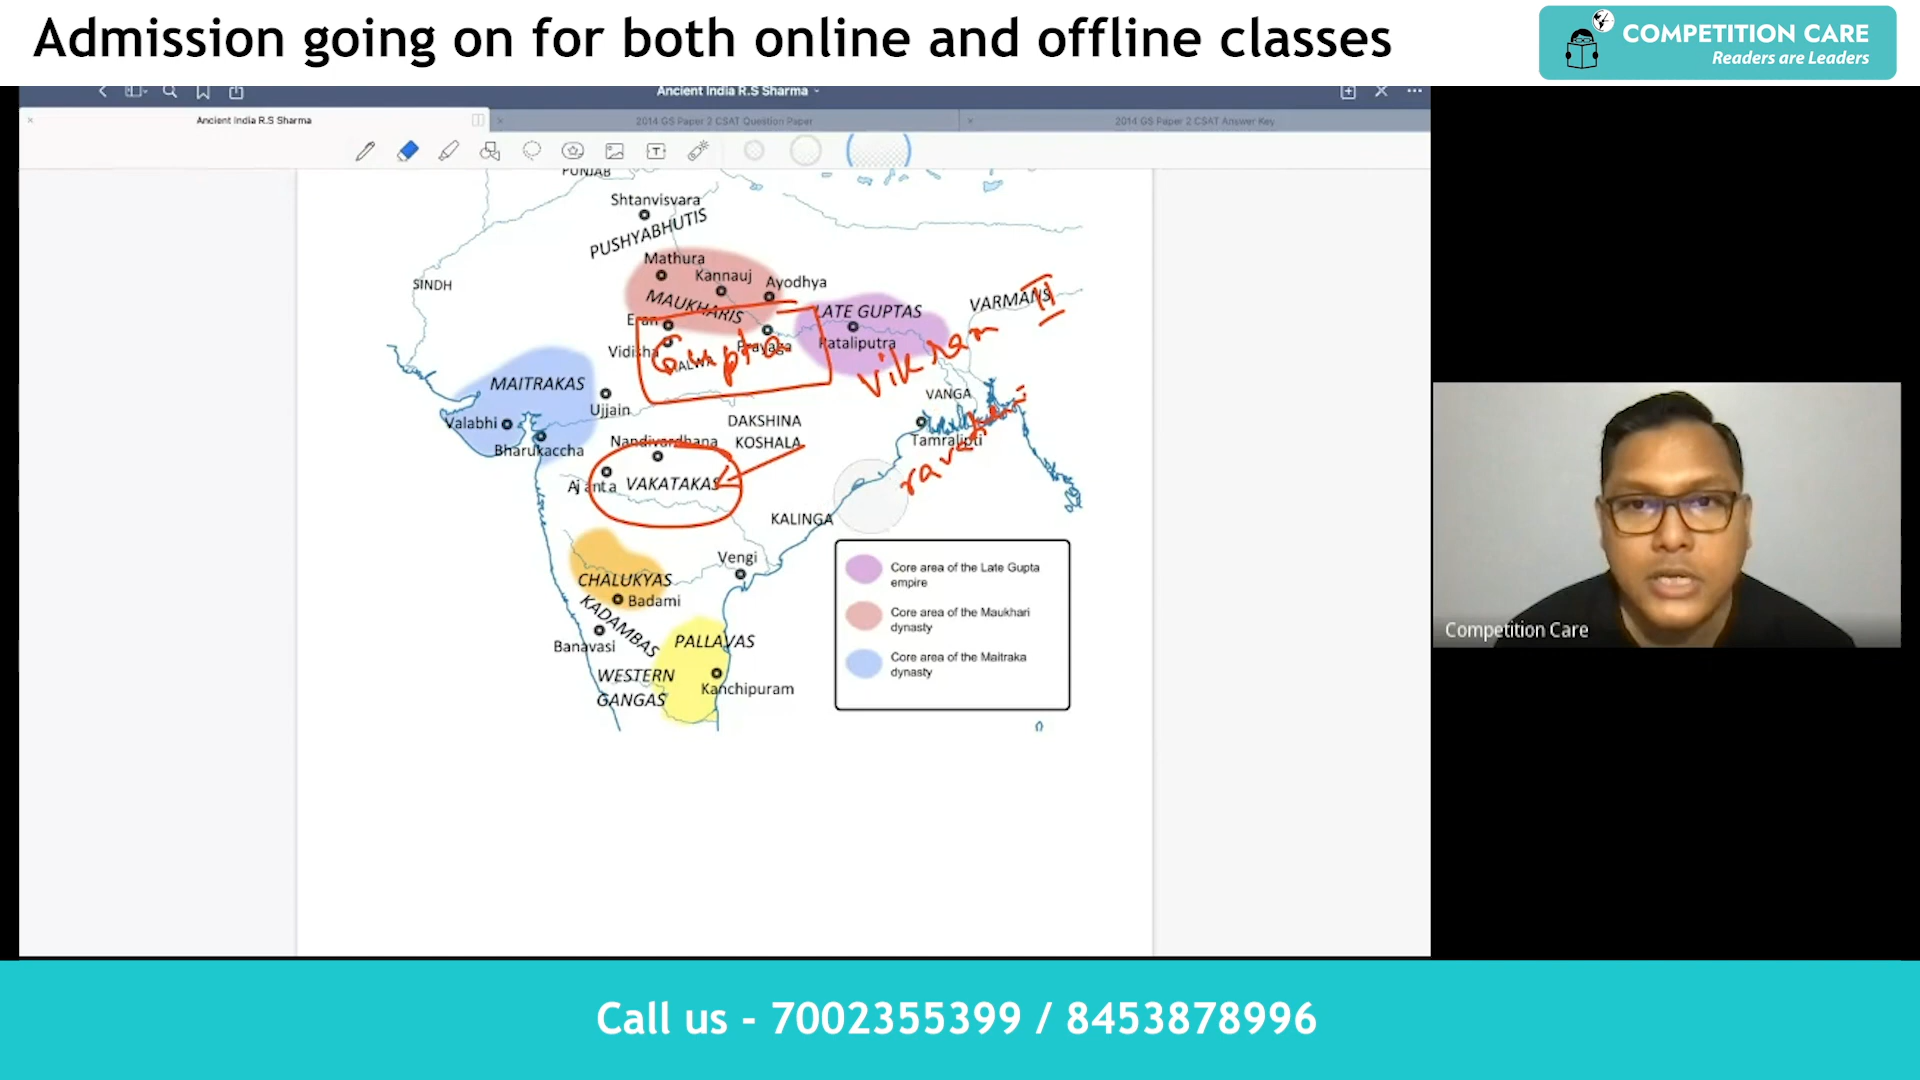 Admission going on for both online and offline classes
COMPETITION CARE
Readers are Leaders
Ancient India R.S Sharma
Ancient India R.S Sharma
2014 GS Paper 2 CSAT Question Paper
2014 GS Paper 2 CSAT Answer Key
PUNJAB
Shtanvisvara
PUSHYABHUTIS
Mathura
Kannauj
Ayodhya
SINDH
MAUKHARIS
VARMANS
II
LATE GUPTAS
Eran
Vidisha
Gupta
Prayaga
Pataliputra
Vikram
MALWA
MAITRAKAS
VANGA
Ujjain
Valabhi
DAKSHINA
KOSHALA
Bharukaccha
Nandivardhana
Tamralipti
Ajanta
VAKATAKAS
KALINGA
Vengi
CHALUKYAS
Badami
KADAMBAS
Banavasi
PALLAVAS
WESTERN
GANGAS
Kanchipuram
Core area of the Late Gupta
empire
Core area of the Maukhari
dynasty
Core area of the Maitraka
dynasty
Competition Care
Call us - 7002355399 / 8453878996